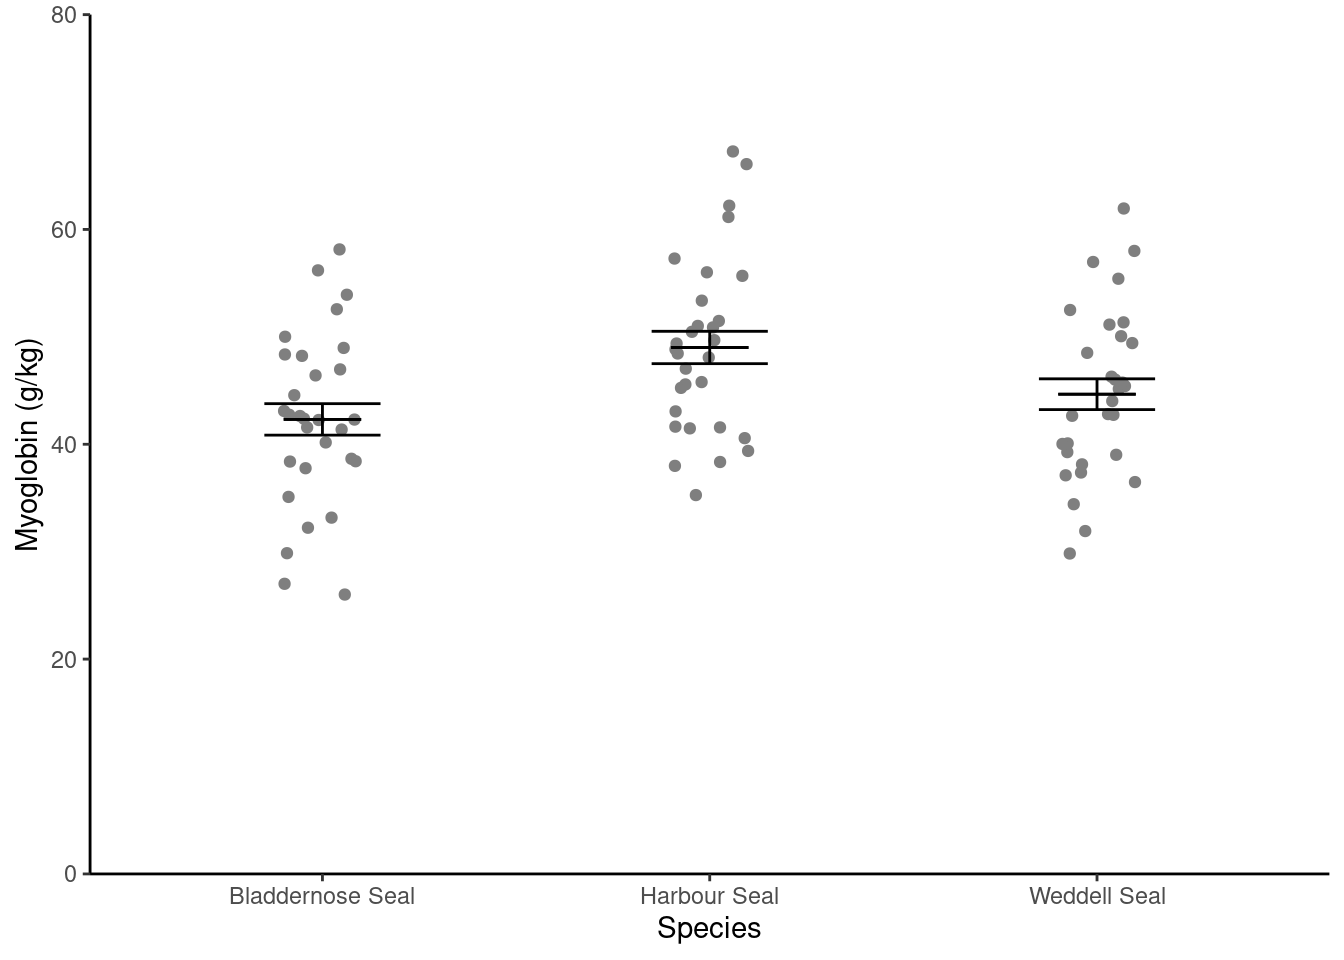 80
60
40
20
0
Myoglobin (g/kg)
Bladdernose Seal
Harbour Seal
Weddell Seal
Species